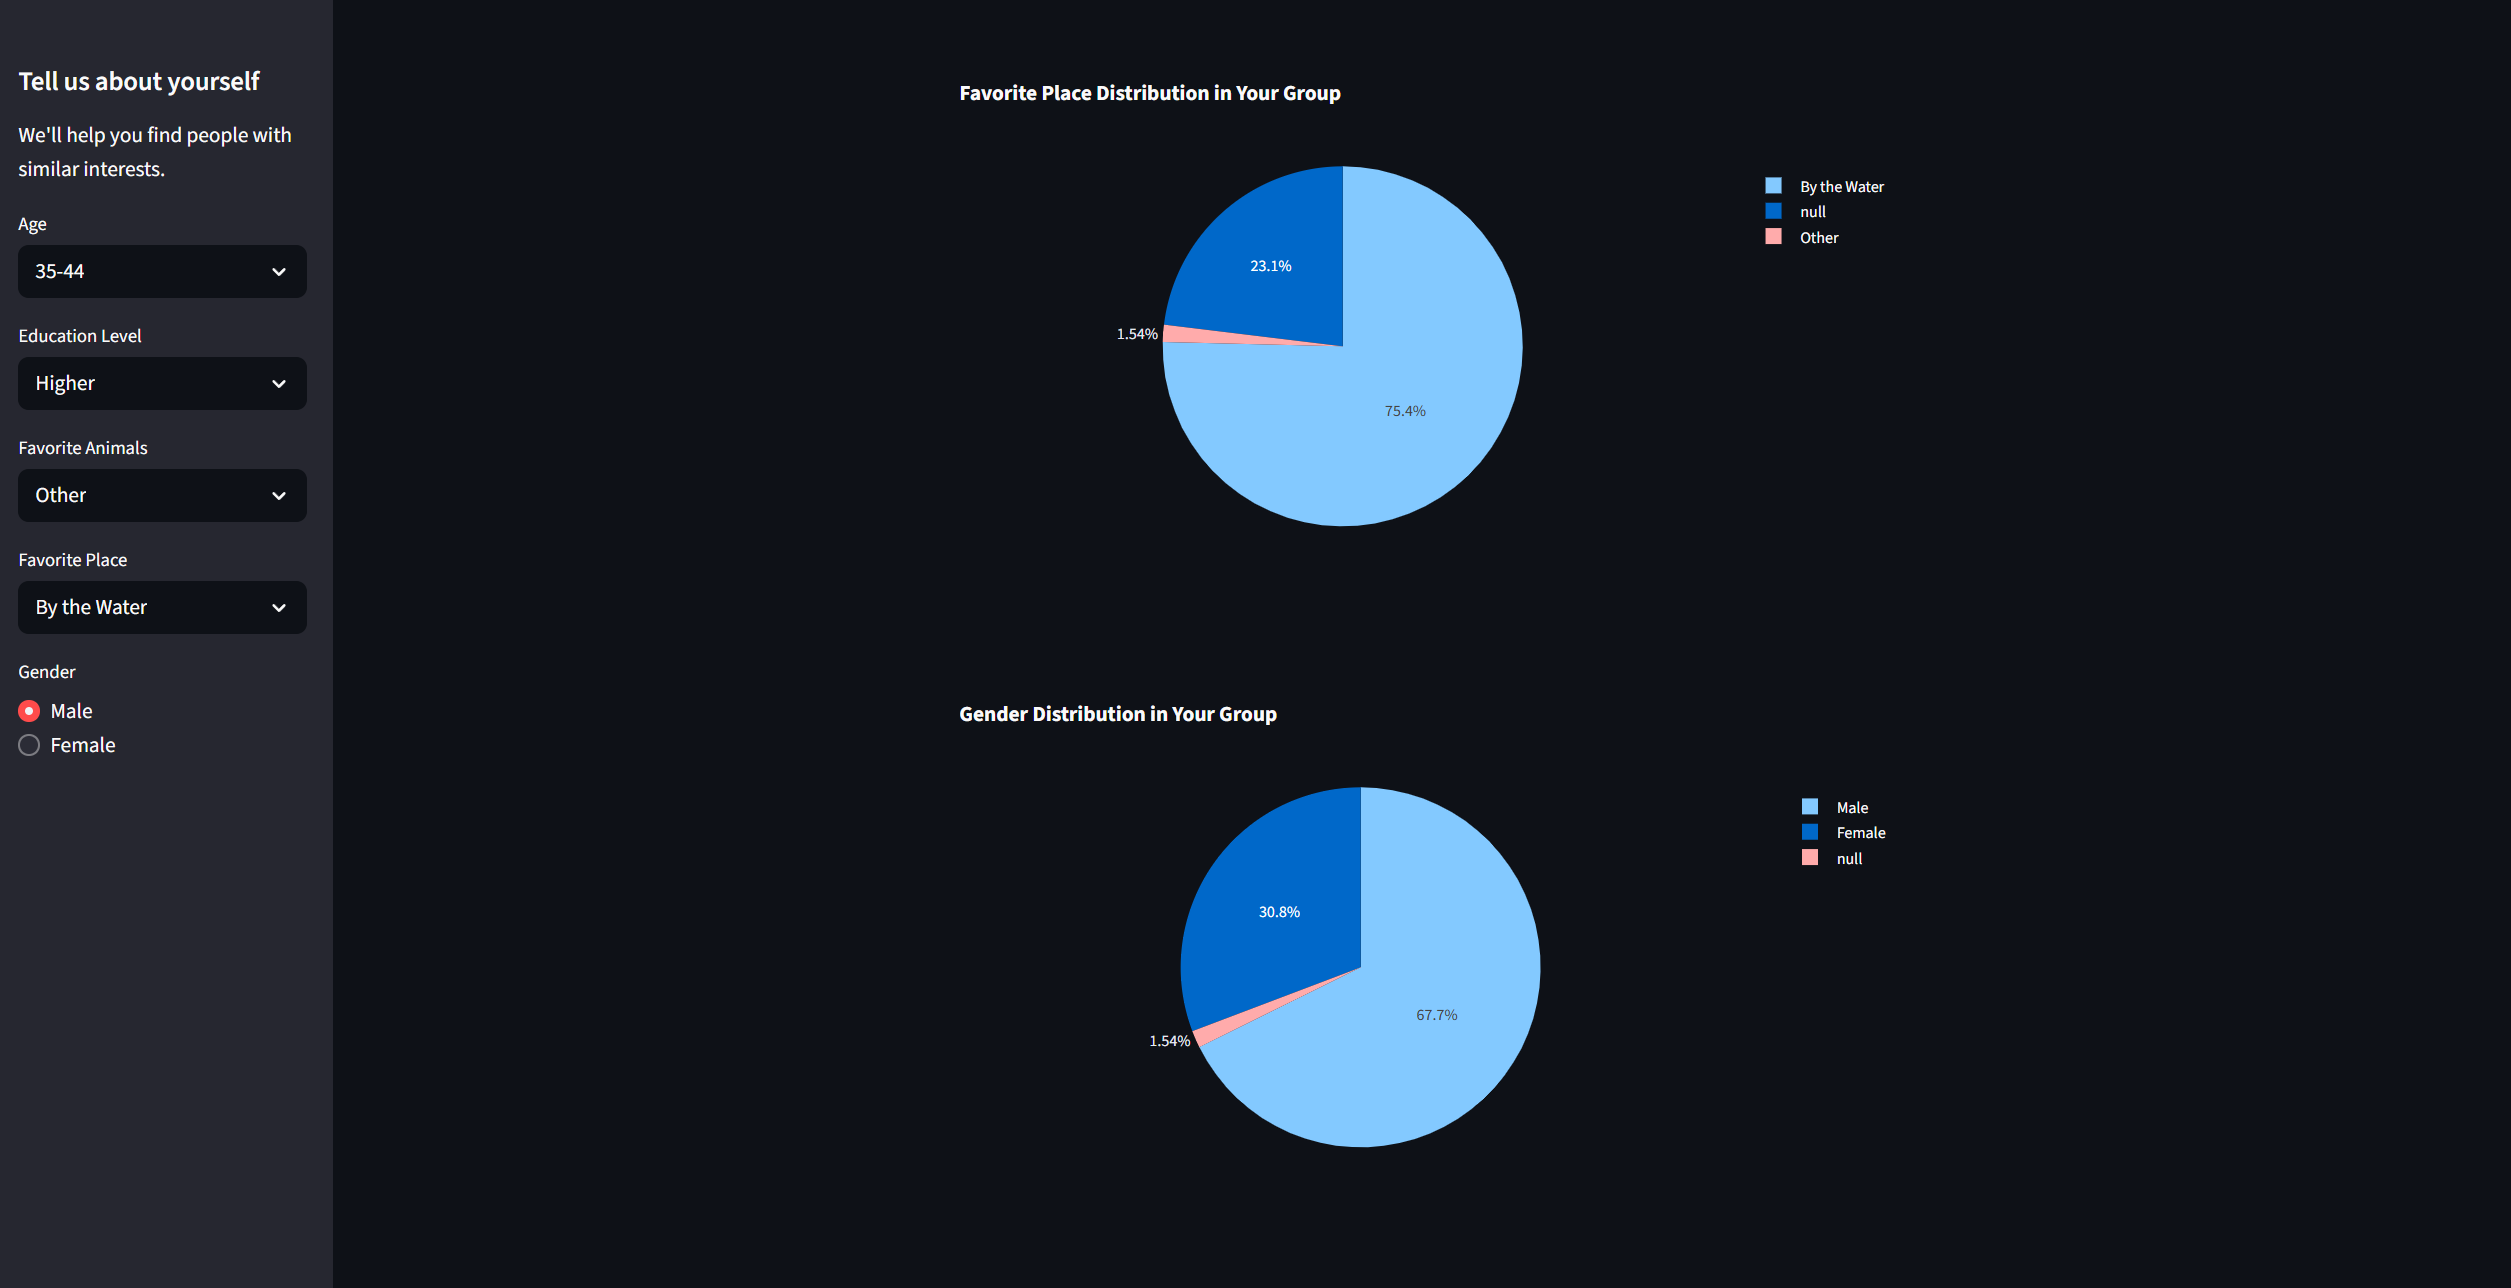 Tell us about yourself
We'll help you find people with
similar interests.
Age
35-44
Education Level
Higher
Favorite Animals
Other
Favorite Place
By the Water
Gender
Male
Female
Favorite Place Distribution in Your Group
By the Water
null
Other
23.1%
1.54%
75.4%
Gender Distribution in Your Group
Male
Female
null
30.8%
67.7%
1.54%